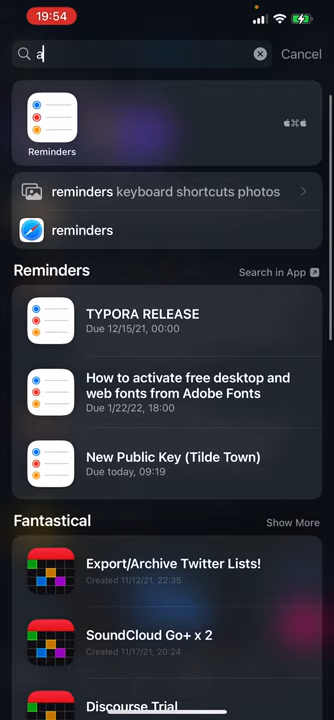 19:54
a
Cancel
Reminders
⌘
reminders keyboard shortcuts photos
reminders
Reminders
Search in App
TYPORA RELEASE
Due 12/15/21, 00:00
How to activate free desktop and
web fonts from Adobe Fonts
Due 1/22/22, 18:00
New Public Key (Tilde Town)
Due today, 09:19
Fantastical
Show More
Export/Archive Twitter Lists!
Created 11/12/21, 22:36
SoundCloud Go+ x 2
Created 11/17/21, 20:24
Discourse Trial